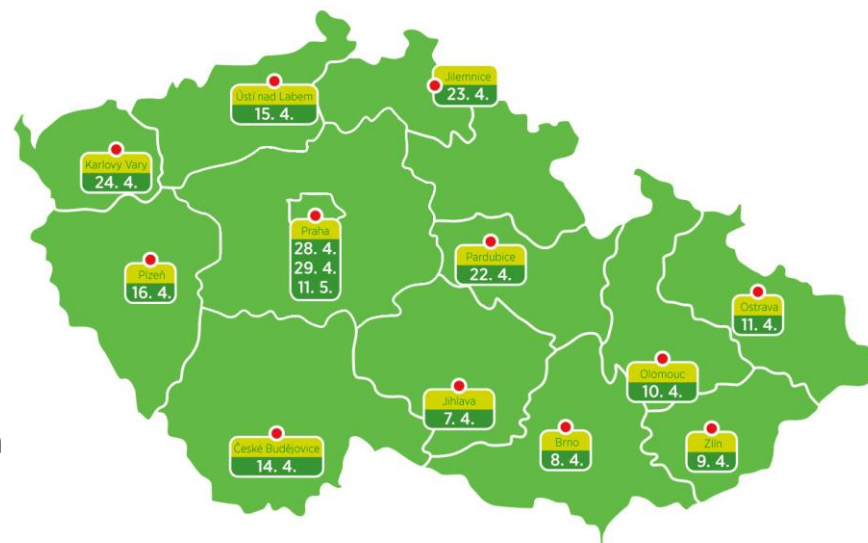 Jilemnice
23. 4.
Ústí nad Labem
15. 4.
Karlovy Vary
24. 4.
Praha
28. 4.
29. 4.
11. 5.
Pardubice
22. 4.
Plzeň
16. 4.
Ostrava
11. 4.
Olomouc
10. 4.
Jihlava
7. 4.
Brno
8. 4.
Zlín
9. 4.
České Budějovice
14. 4.